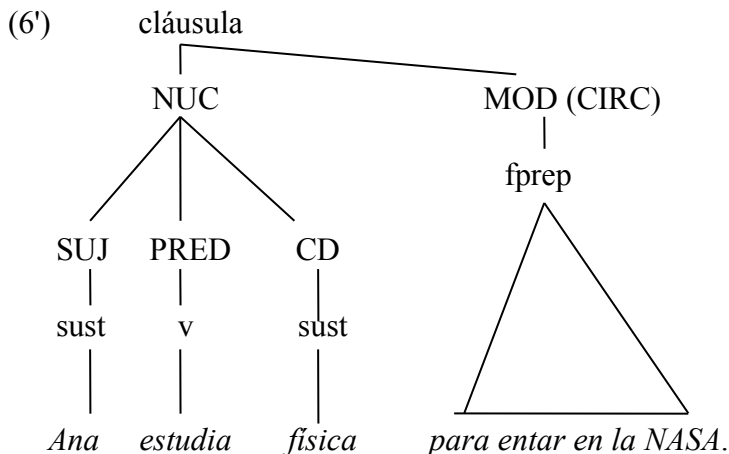 (6') cláusula
NUC MOD (CIRC)
fprep
SUJ PRED CD
sust v sust
Ana estudia física para entar en la NASA.